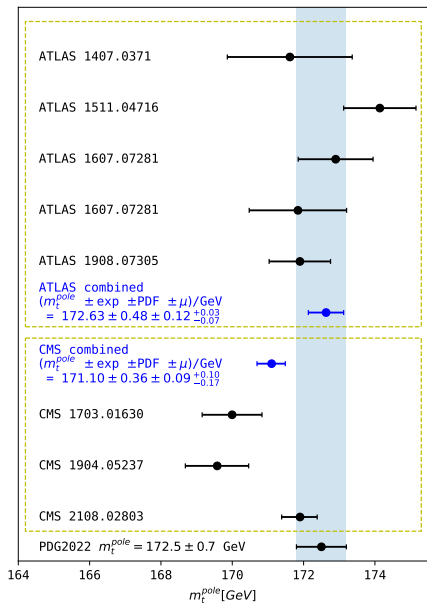 ATLAS 1407.0371
ATLAS 1511.04716
ATLAS 1607.07281
ATLAS 1607.07281
ATLAS 1908.07305
ATLAS combined
(m_t^{pole} ±exp ±PDF ±μ)/GeV
= 172.63 ± 0.48 ± 0.12 ^{+0.03}_{-0.07}
CMS combined
(m_t^{pole} ±exp ±PDF ±μ)/GeV
= 171.10 ± 0.36 ± 0.09 ^{+0.10}_{-0.17}
CMS 1703.01630
CMS 1904.05237
CMS 2108.02803
PDG2022 m_t^{pole} = 172.5 ± 0.7 GeV
164 166 168 170 172 174
m_t^{pole}[GeV]